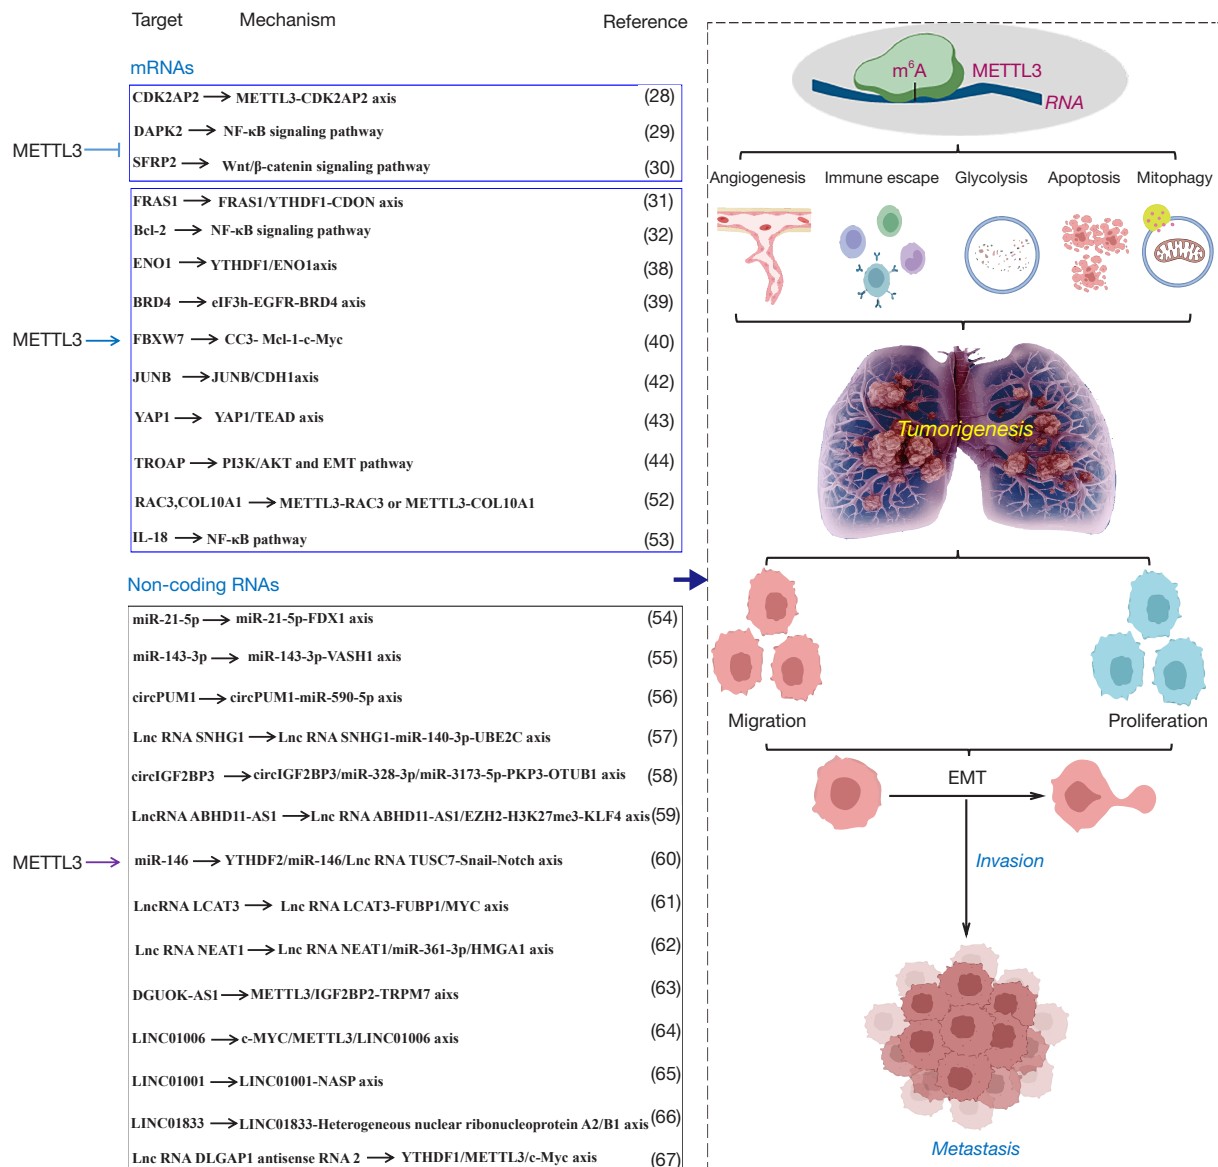 Target Mechanism Reference
mRNAs
METTL3
CDK2AP2 METTL3-CDK2AP2 axis (28)
DAPK2 NF-κB signaling pathway (29)
SFRP2 Wnt/β-catenin signaling pathway (30)
METTL3
FRAS1 FRAS1/YTHDF1-CDON axis (31)
Bcl-2 NF-κB signaling pathway (32)
ENO1 YTHDF1/ENO1axis (38)
BRD4 eIF3h-EGFR-BRD4 axis (39)
FBXW7 CC3- Mcl-1-c-Myc (40)
JUNB JUNB/CDH1axis (42)
YAP1 YAP1/TEAD axis (43)
TROAP PI3K/AKT and EMT pathway (44)
RAC3,COL10A1 METTL3-RAC3 or METTL3-COL10A1 (52)
IL-18 NF-κB pathway (53)
Non-coding RNAs
METTL3
miR-21-5p miR-21-5p-FDX1 axis (54)
miR-143-3p miR-143-3p-VASH1 axis (55)
circPUM1 circPUM1-miR-590-5p axis (56)
Lnc RNA SNHG1 Lnc RNA SNHG1-miR-140-3p-UBE2C axis (57)
circIGF2BP3 circIGF2BP3/miR-328-3p/miR-3173-5p-PKP3-OTUB1 axis (58)
LncRNA ABHD11-AS1 Lnc RNA ABHD11-AS1/EZH2-H3K27me3-KLF4 axis (59)
miR-146 YTHDF2/miR-146/Lnc RNA TUSC7-Snail-Notch axis (60)
LncRNA LCAT3 Lnc RNA LCAT3-FUBP1/MYC axis (61)
Lnc RNA NEAT1 Lnc RNA NEAT1/miR-361-3p/HMGA1 axis (62)
DGUOK-AS1 METTL3/IGF2BP2-TRPM7 aixs (63)
LINC01006 c-MYC/METTL3/LINC01006 axis (64)
LINC01001 LINC01001-NASP axis (65)
LINC01833 LINC01833-Heterogeneous nuclear ribonucleoprotein A2/B1 axis (66)
Lnc RNA DLGAP1 antisense RNA 2 YTHDF1/METTL3/c-Myc axis (67)
m⁶A METTL3
RNA
Angiogenesis Immune escape Glycolysis Apoptosis Mitophagy
Tumorigenesis
Migration Proliferation
EMT
Invasion
Metastasis